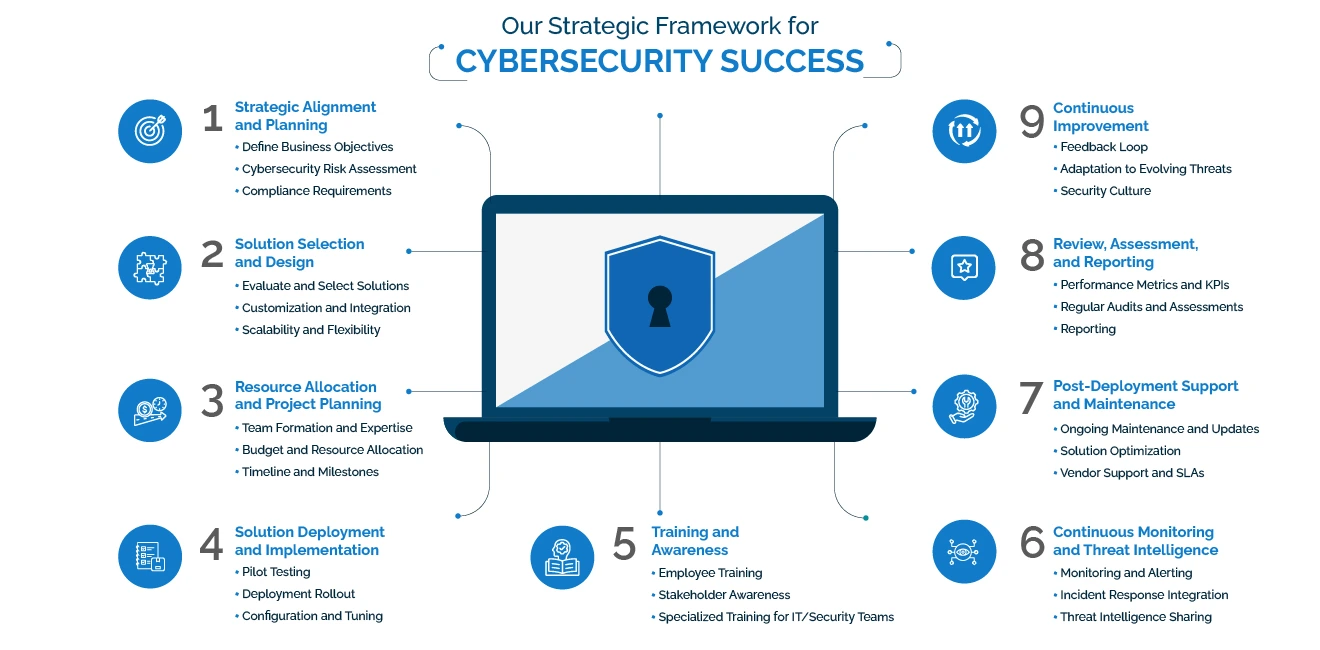 Our Strategic Framework for
CYBERSECURITY SUCCESS
1
Strategic Alignment
and Planning
• Define Business Objectives
• Cybersecurity Risk Assessment
• Compliance Requirements
2
Solution Selection
and Design
• Evaluate and Select Solutions
• Customization and Integration
• Scalability and Flexibility
3
Resource Allocation
and Project Planning
• Team Formation and Expertise
• Budget and Resource Allocation
• Timeline and Milestones
4
Solution Deployment
and Implementation
• Pilot Testing
• Deployment Rollout
• Configuration and Tuning
5
Training and
Awareness
• Employee Training
• Stakeholder Awareness
• Specialized Training for IT/Security Teams
6
Continuous Monitoring
and Threat Intelligence
• Monitoring and Alerting
• Incident Response Integration
• Threat Intelligence Sharing
7
Post-Deployment Support
and Maintenance
• Ongoing Maintenance and Updates
• Solution Optimization
• Vendor Support and SLAs
8
Review, Assessment,
and Reporting
• Performance Metrics and KPIs
• Regular Audits and Assessments
• Reporting
9
Continuous
Improvement
• Feedback Loop
• Adaptation to Evolving Threats
• Security Culture